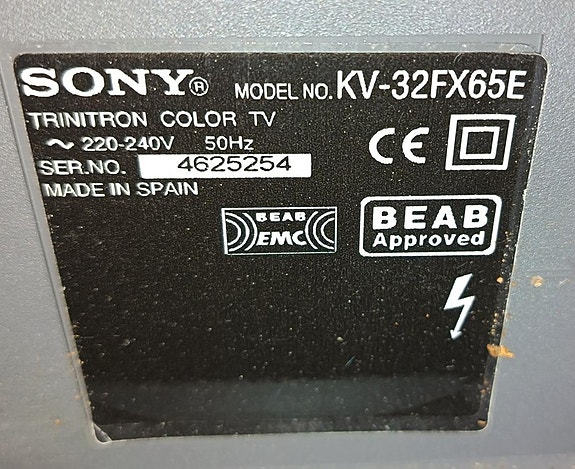 SONY® MODEL NO. KV-32FX65E
TRINITRON COLOR TV
~ 220-240V 50Hz
SER.NO. 4625254
MADE IN SPAIN
CE
BEAB
EMC
BEAB
Approved